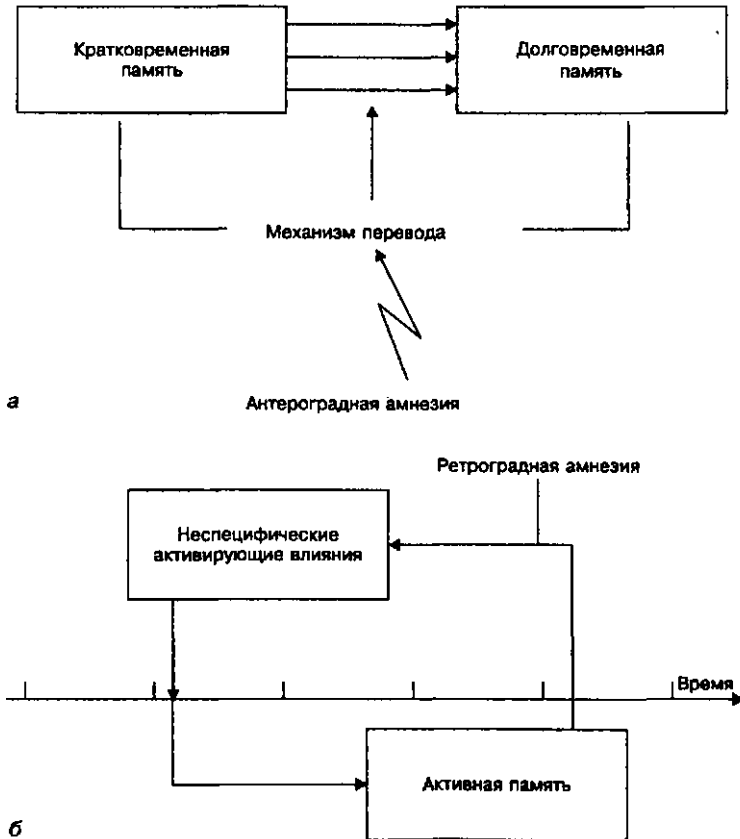 Кратковременная
память
Долговременная
память
Механизм перевода
Антероградная амнезия
а
Ретроградная амнезия
Неспецифические
активирующие влияния
Время
Активная память
б